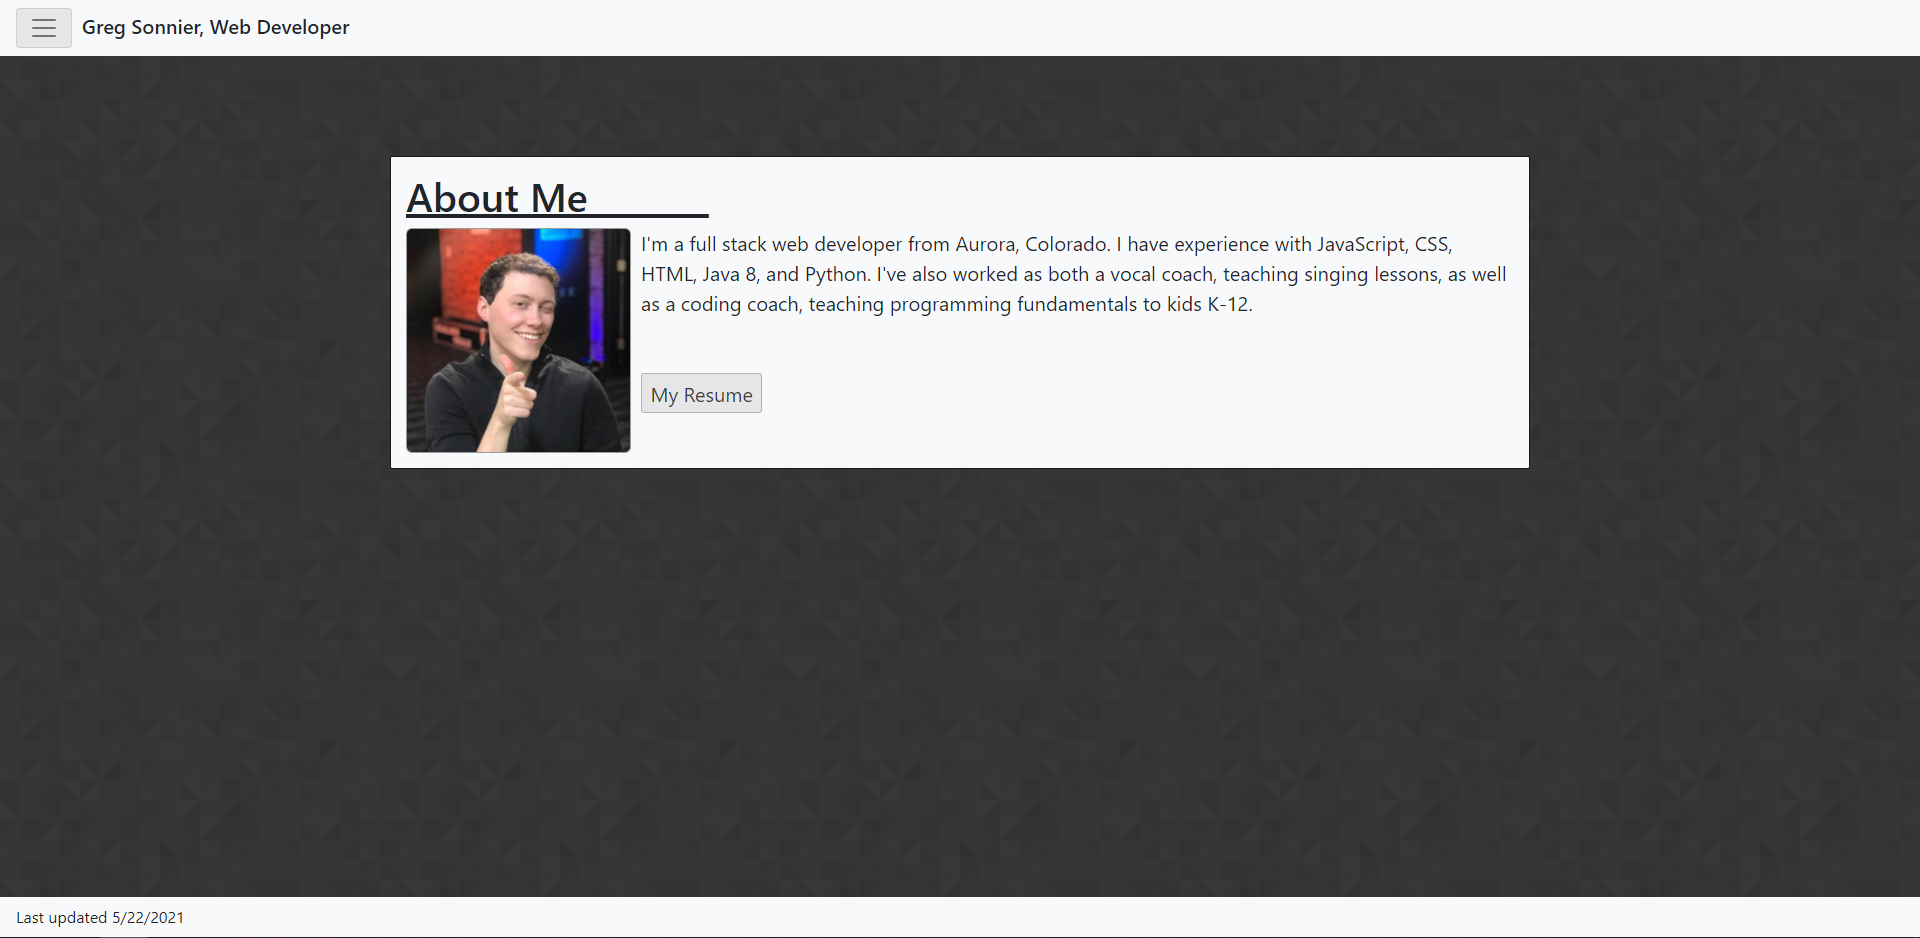 Greg Sonnier, Web Developer
About Me
I'm a full stack web developer from Aurora, Colorado. I have experience with JavaScript, CSS,
HTML, Java 8, and Python. I've also worked as both a vocal coach, teaching singing lessons, as well
as a coding coach, teaching programming fundamentals to kids K-12.
My Resume
Last updated 5/22/2021